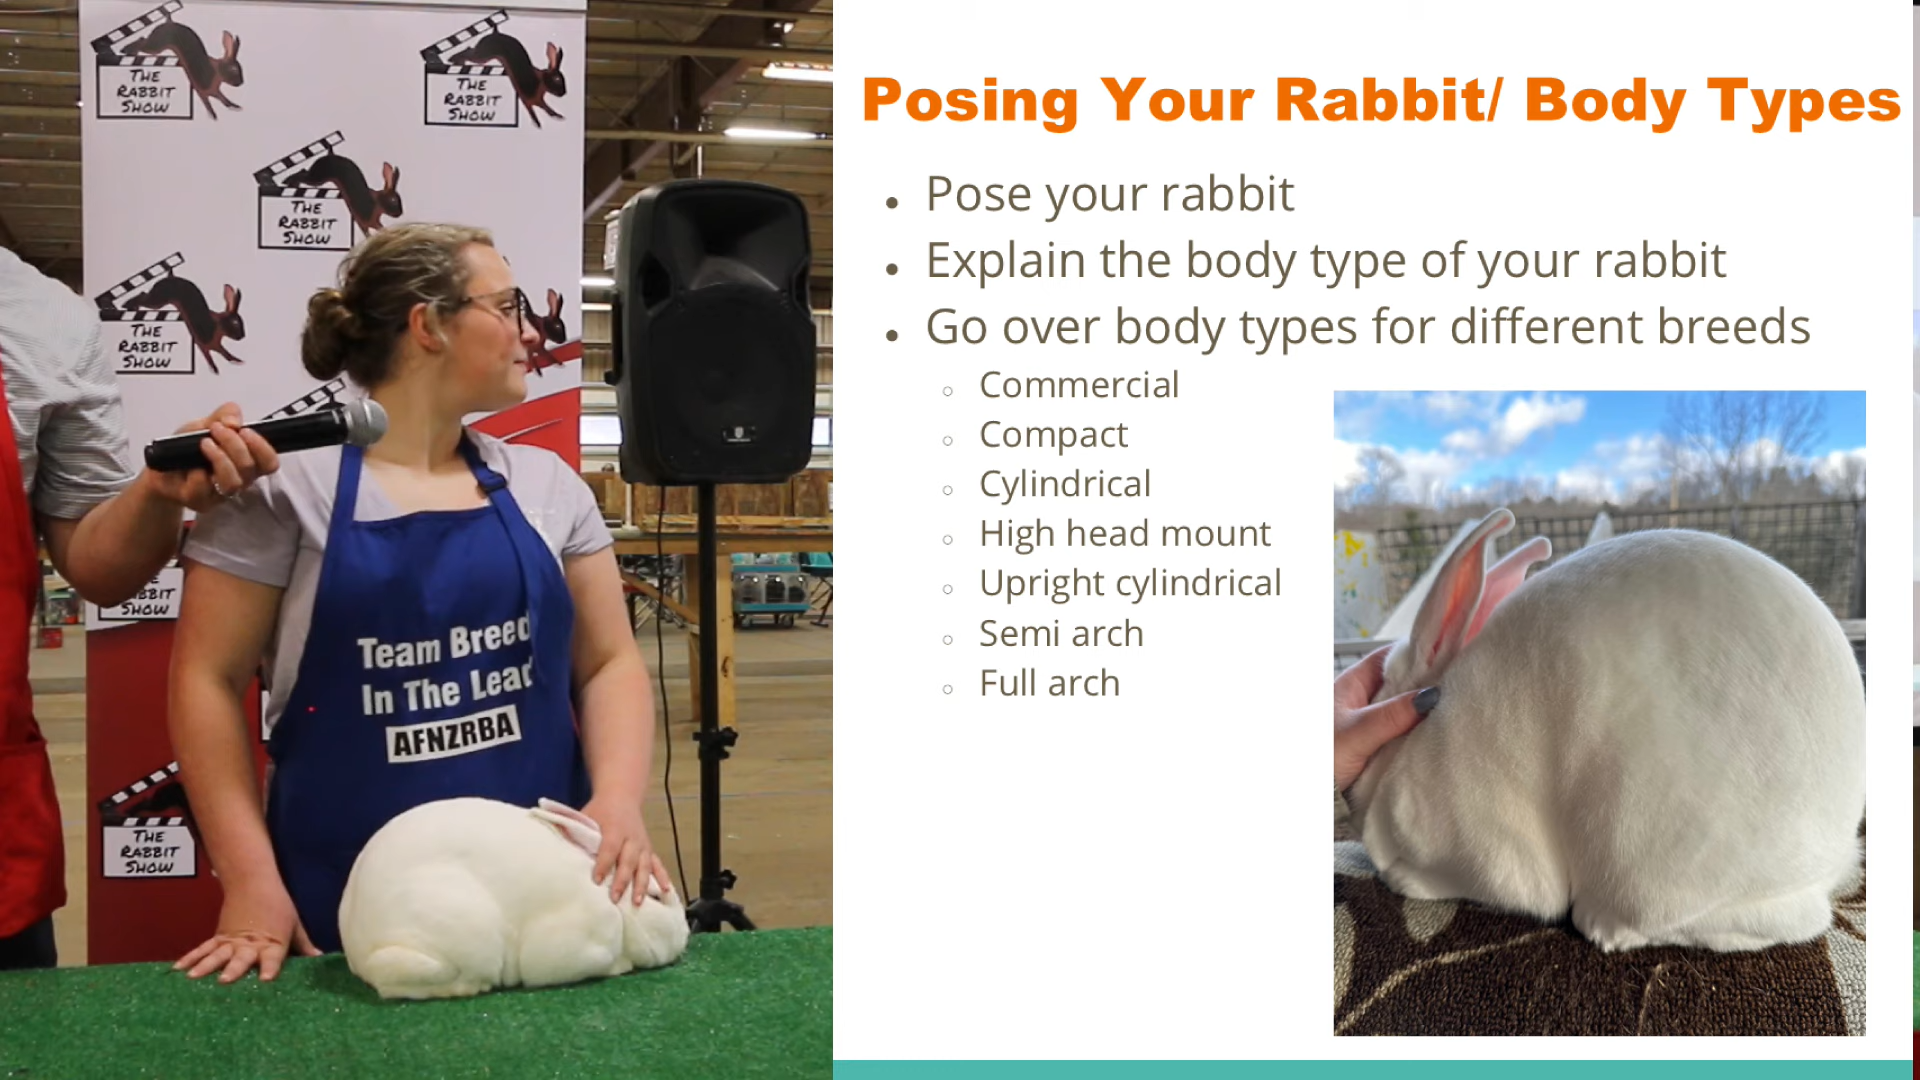 THE
RABBIT
SHOW
THE
RABBIT
SHOW
THE
RABBIT
SHOW
THE
RABBIT
SHOW
SHOW
THE
RABBIT
SHOW
Team Breed
In The Lead
AFNZRBA
Posing Your Rabbit/ Body Types
• Pose your rabbit
• Explain the body type of your rabbit
• Go over body types for different breeds
○ Commercial
○ Compact
○ Cylindrical
○ High head mount
○ Upright cylindrical
○ Semi arch
○ Full arch